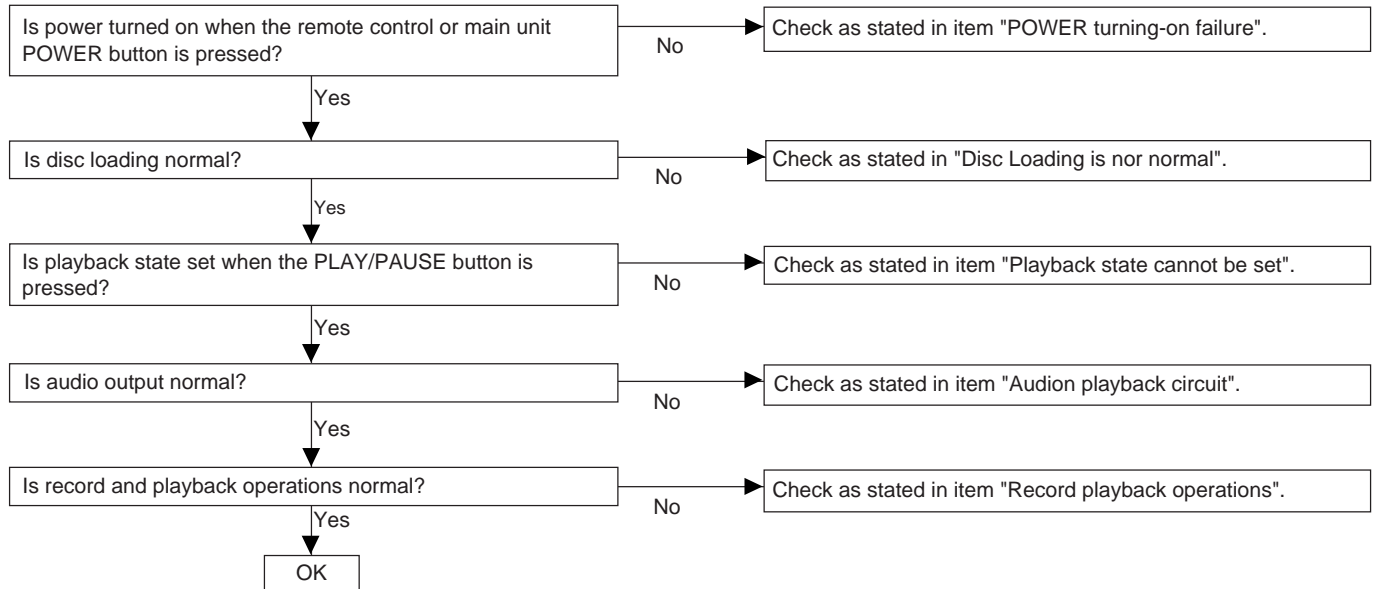 Is power turned on when the remote control or main unit
POWER button is pressed?
No
Check as stated in item "POWER turning-on failure".
Yes
Is disc loading normal?
No
Check as stated in "Disc Loading is nor normal".
Yes
Is playback state set when the PLAY/PAUSE button is
pressed?
No
Check as stated in item "Playback state cannot be set".
Yes
Is audio output normal?
No
Check as stated in item "Audion playback circuit".
Yes
Is record and playback operations normal?
No
Check as stated in item "Record playback operations".
Yes
OK